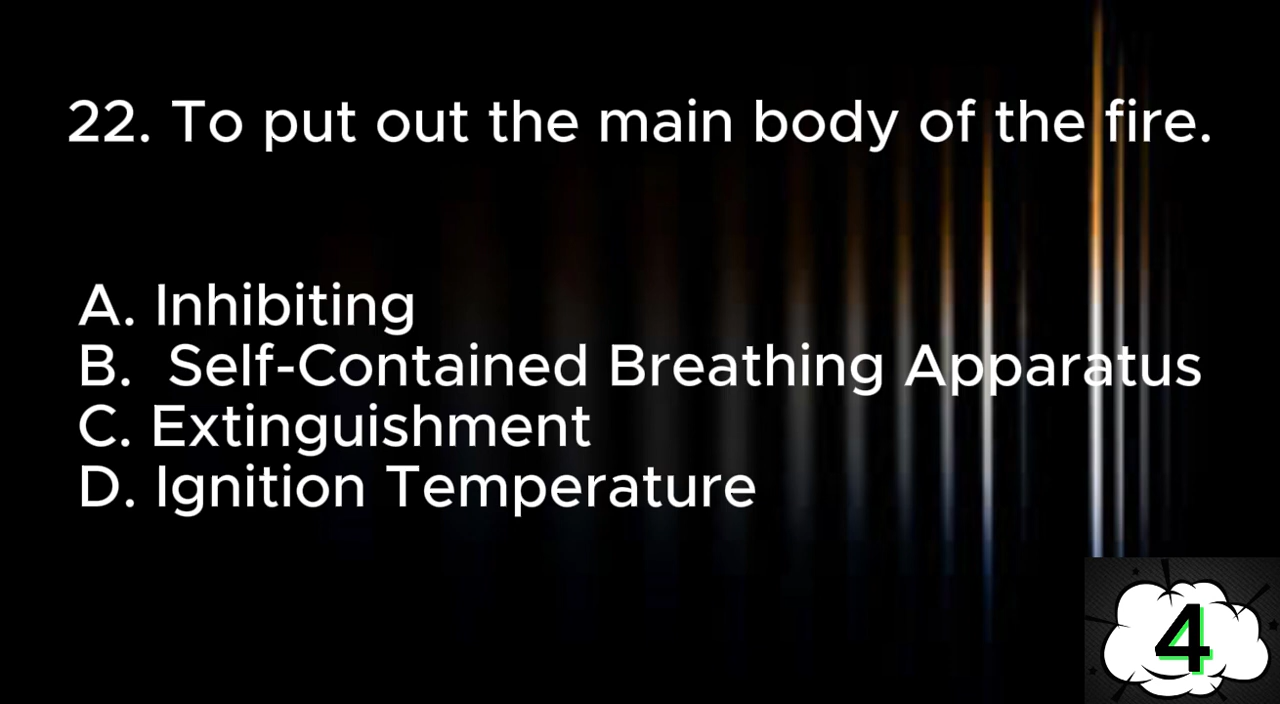 22. To put out the main body of the fire.
A. Inhibiting
B. Self-Contained Breathing Apparatus
C. Extinguishment
D. Ignition Temperature
4